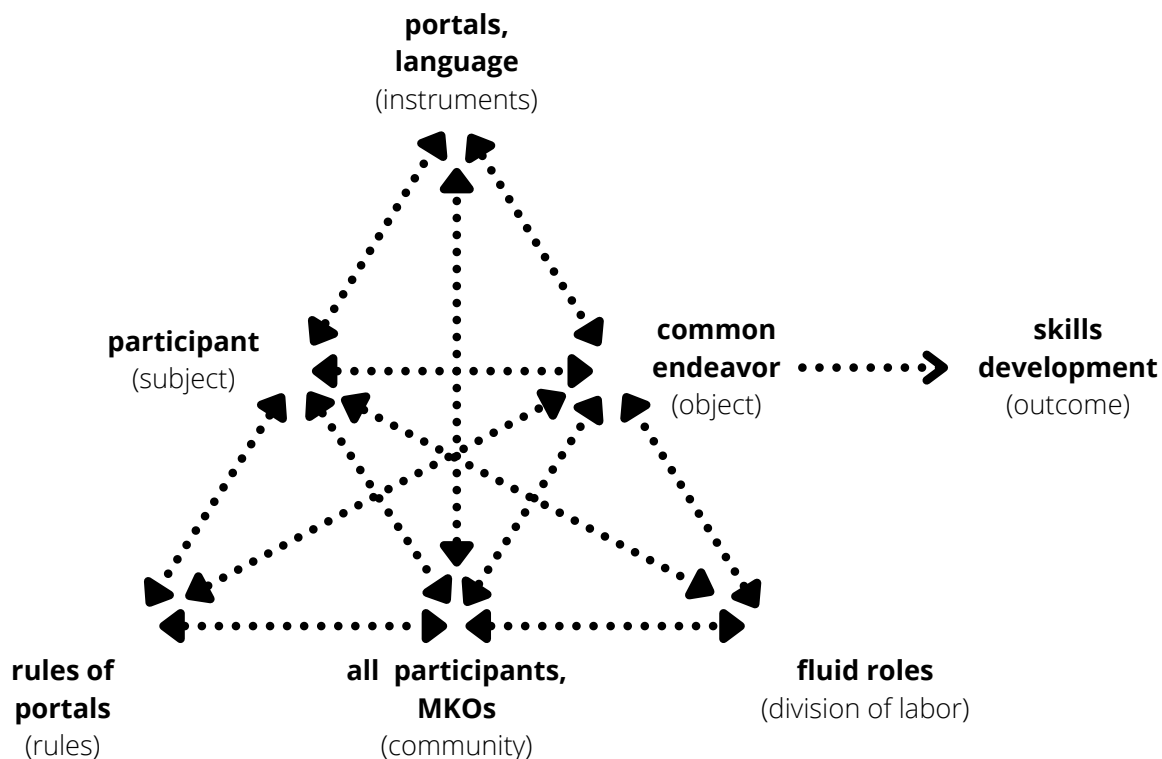 portals,
language
(instruments)
participant
(subject)
common
endeavor
(object)
skills
development
(outcome)
rules of
portals
(rules)
all participants,
MKOs
(community)
fluid roles
(division of labor)